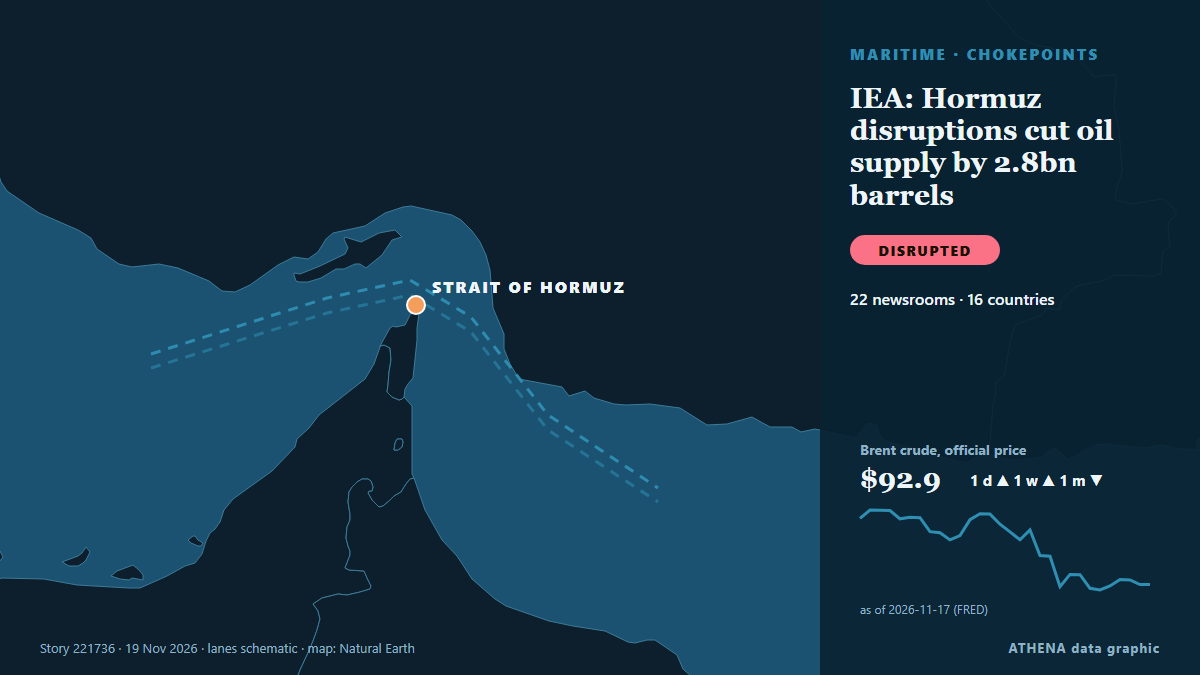 MARITIME · CHOKEPOINTS
IEA: Hormuz
disruptions cut oil
supply by 2.8bn
barrels
DISRUPTED
22 newsrooms · 16 countries
STRAIT OF HORMUZ
Brent crude, official price
$92.9 1 d ▲ 1 w ▲ 1 m ▼
as of 2026-11-17 (FRED)
Story 221736 · 19 Nov 2026 · lanes schematic · map: Natural Earth
ATHENA data graphic